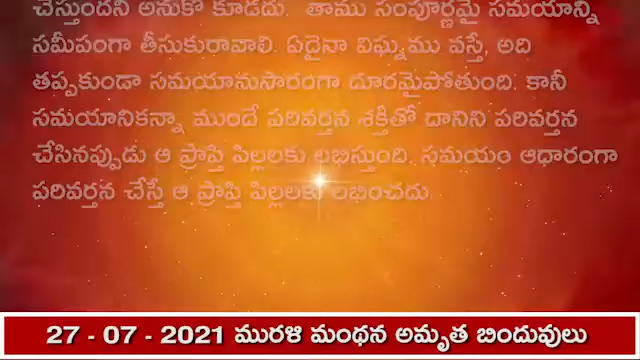 చేస్తుందని అనుకో కూడదు. తాము సంపూర్ణమై సమయాన్ని
సమీపంగా తీసుకురావాలి. ఏదైనా విఘ్నము వస్తే, అది
తప్పకుండా సమయానుసారంగా దూరమైపోతుంది. కానీ
సమయానికన్నా ముందే పరివర్తన శక్తితో దానిని పరివర్తన
చేసినప్పుడు ఆ ప్రాప్తి పిల్లలకు లభిస్తుంది. సమయం ఆధారంగా
పరివర్తన చేస్తే ఆ ప్రాప్తి పిల్లలకు లభించదు.
27 - 07 - 2021 మురళి మంథన అమృత బిందువులు